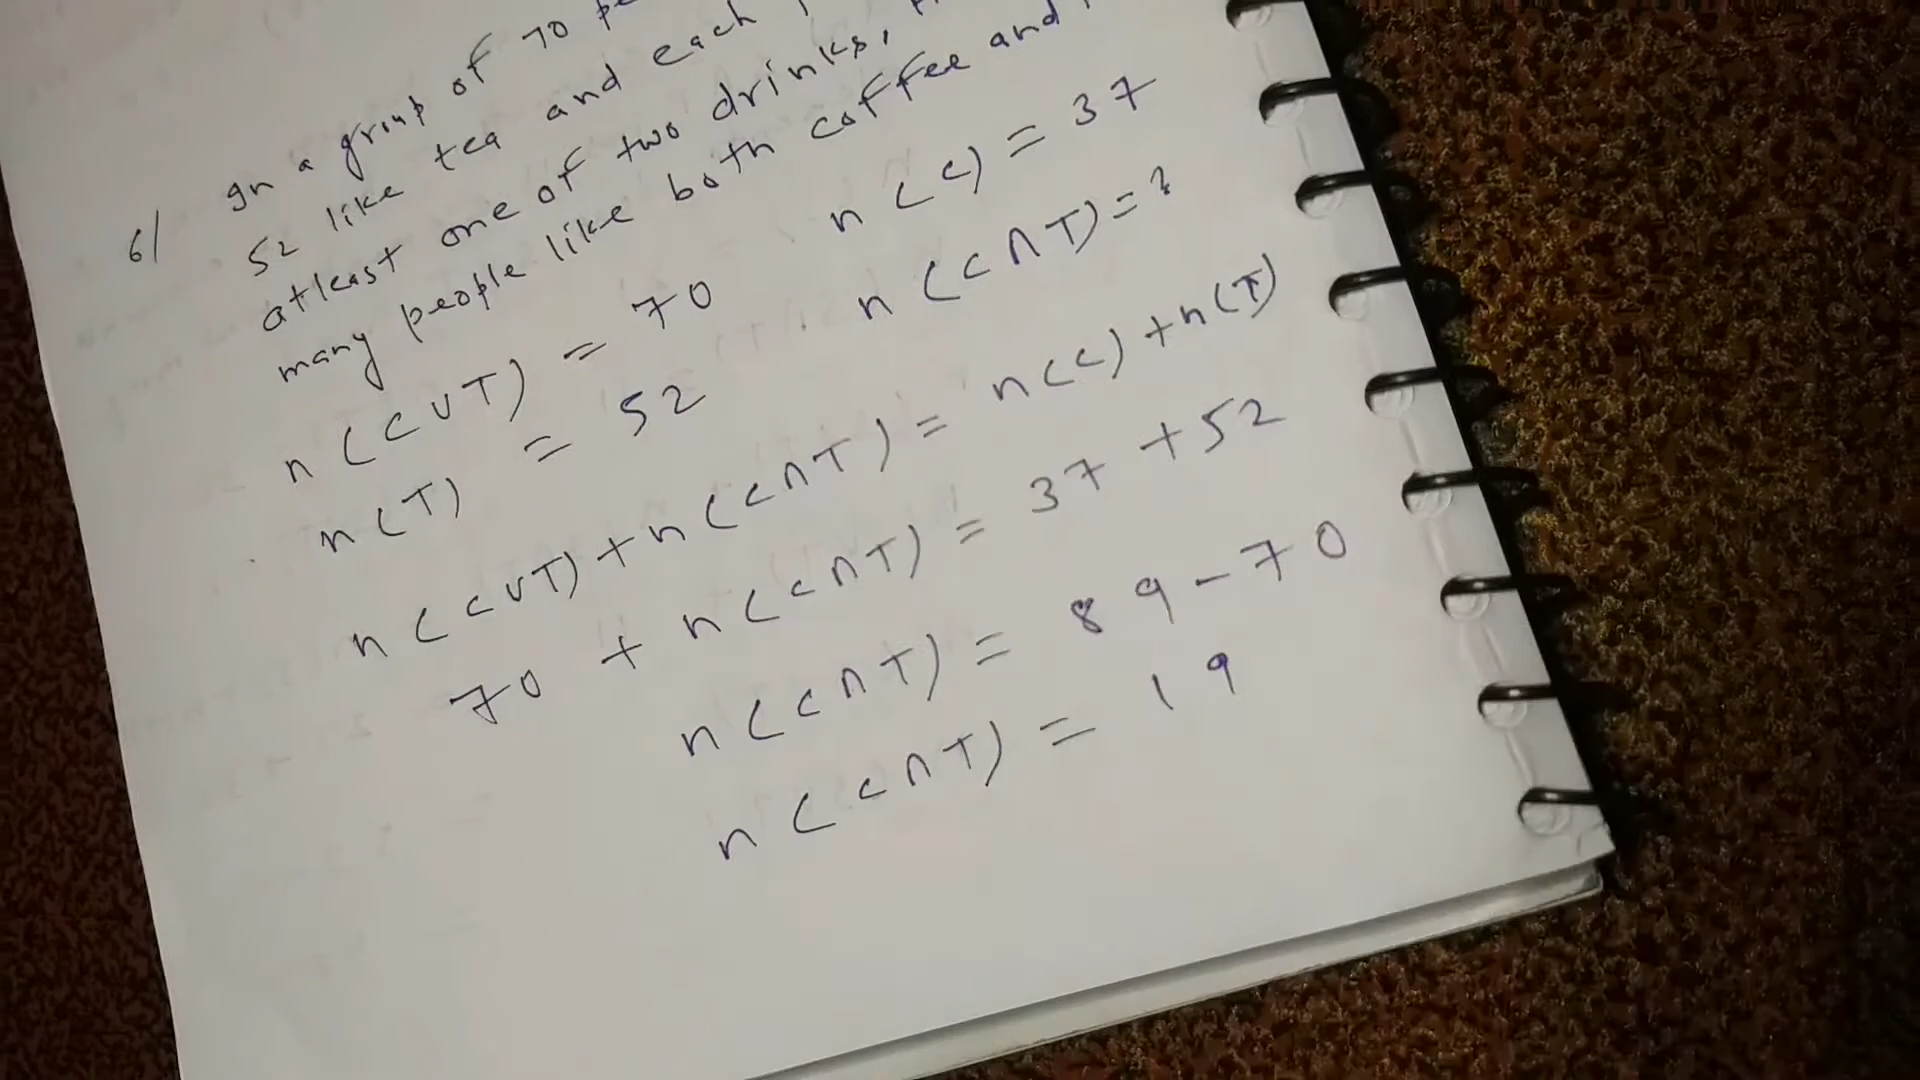 6/ In a group of 70
52 like tea and each
atleast one of two drinks,
many people like both coffee and
n(C∪T) = 70 n(C) = 37
n(T) = 52 n(C∩T) = ?
n(C∪T) + n(C∩T) = n(C) + n(T)
70 + n(C∩T) = 37 + 52
n(C∩T) = 89 - 70
n(C∩T) = 19